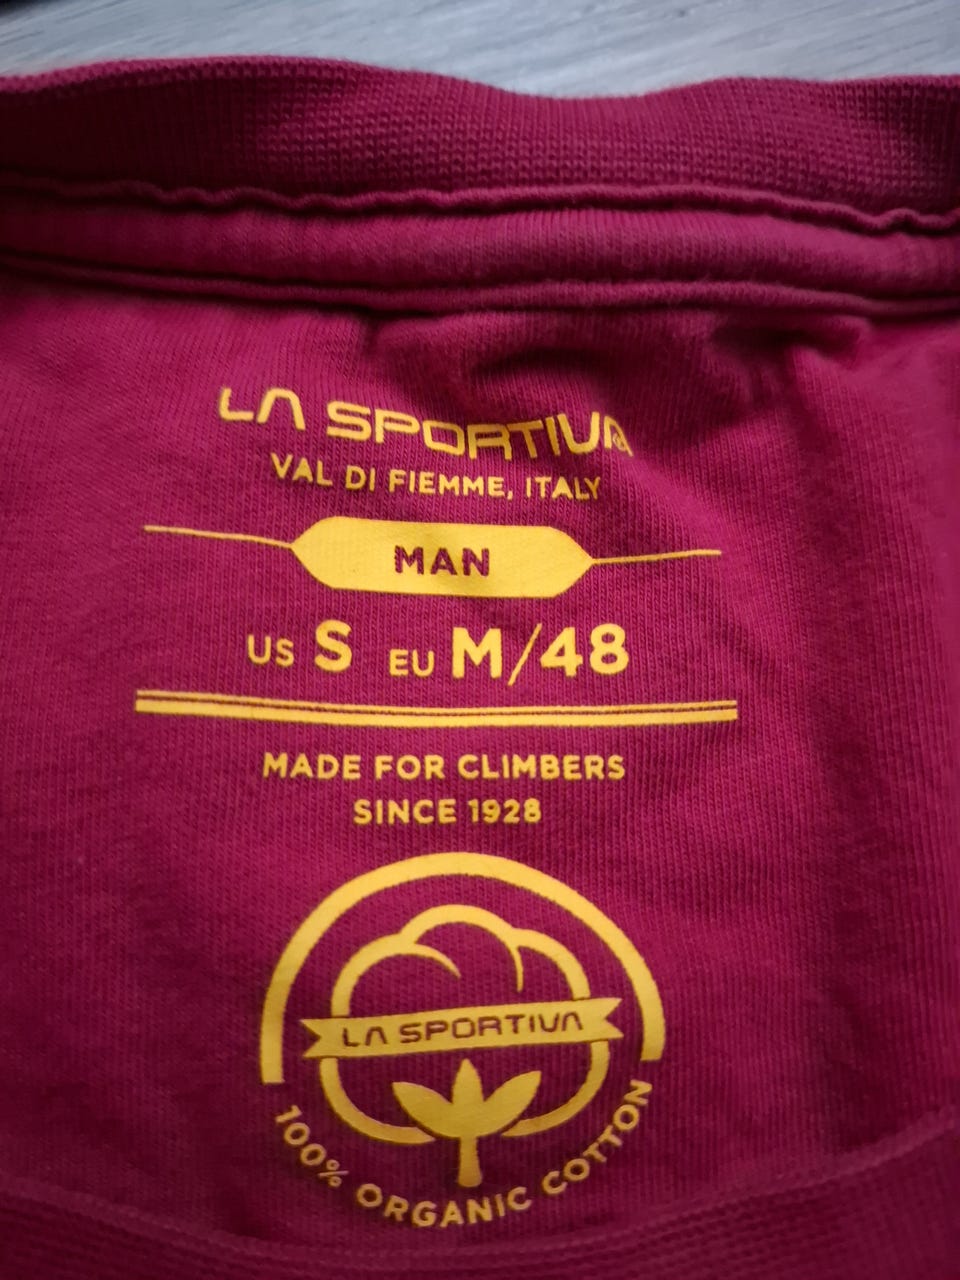 LA SPORTIVA
VAL DI FIEMME, ITALY
MAN
US S EU M/48
MADE FOR CLIMBERS
SINCE 1928
LA SPORTIVA
100% ORGANIC COTTON